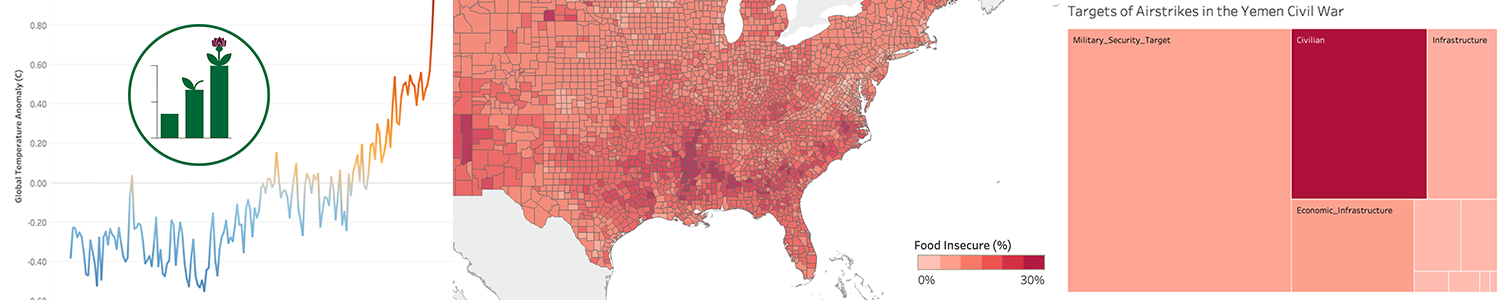 0.80
0.60
0.40
0.20
0.00
-0.20
-0.40
Global Temperature Anomaly (C)
Food Insecure (%)
0% 30%
Targets of Airstrikes in the Yemen Civil War
Military_Security_Target
Civilian
Infrastructure
Economic_Infrastructure